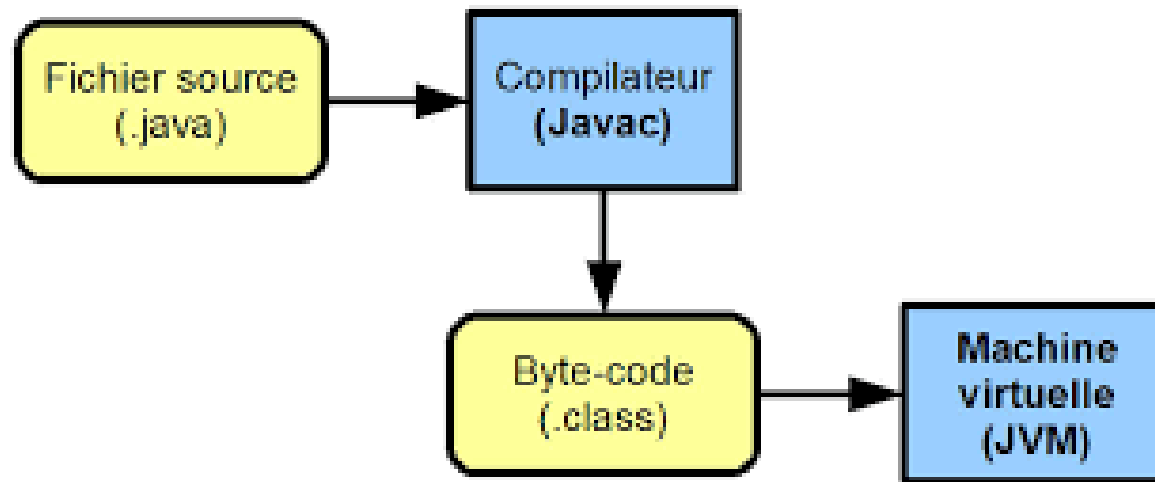 Fichier source
(.java)
Compilateur
(Javac)
Byte-code
(.class)
Machine
virtuelle
(JVM)